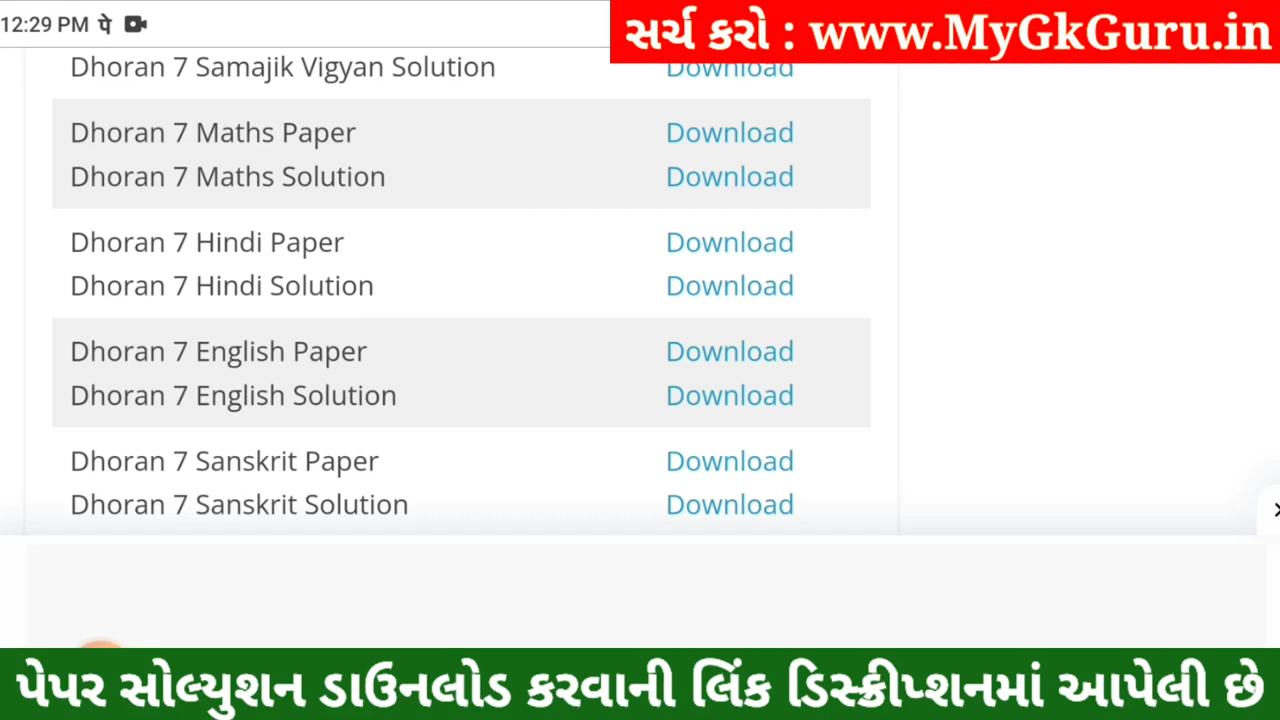 12:29 PM पे
સર્ચ કરો : www.MyGkGuru.in
Dhoran 7 Samajik Vigyan Solution Download
Dhoran 7 Maths Paper Download
Dhoran 7 Maths Solution Download
Dhoran 7 Hindi Paper Download
Dhoran 7 Hindi Solution Download
Dhoran 7 English Paper Download
Dhoran 7 English Solution Download
Dhoran 7 Sanskrit Paper Download
Dhoran 7 Sanskrit Solution Download
પેપર સોલ્યુશન ડાઉનલોડ કરવાની લિંક ડિસ્ક્રીપ્શનમાં આપેલી છે